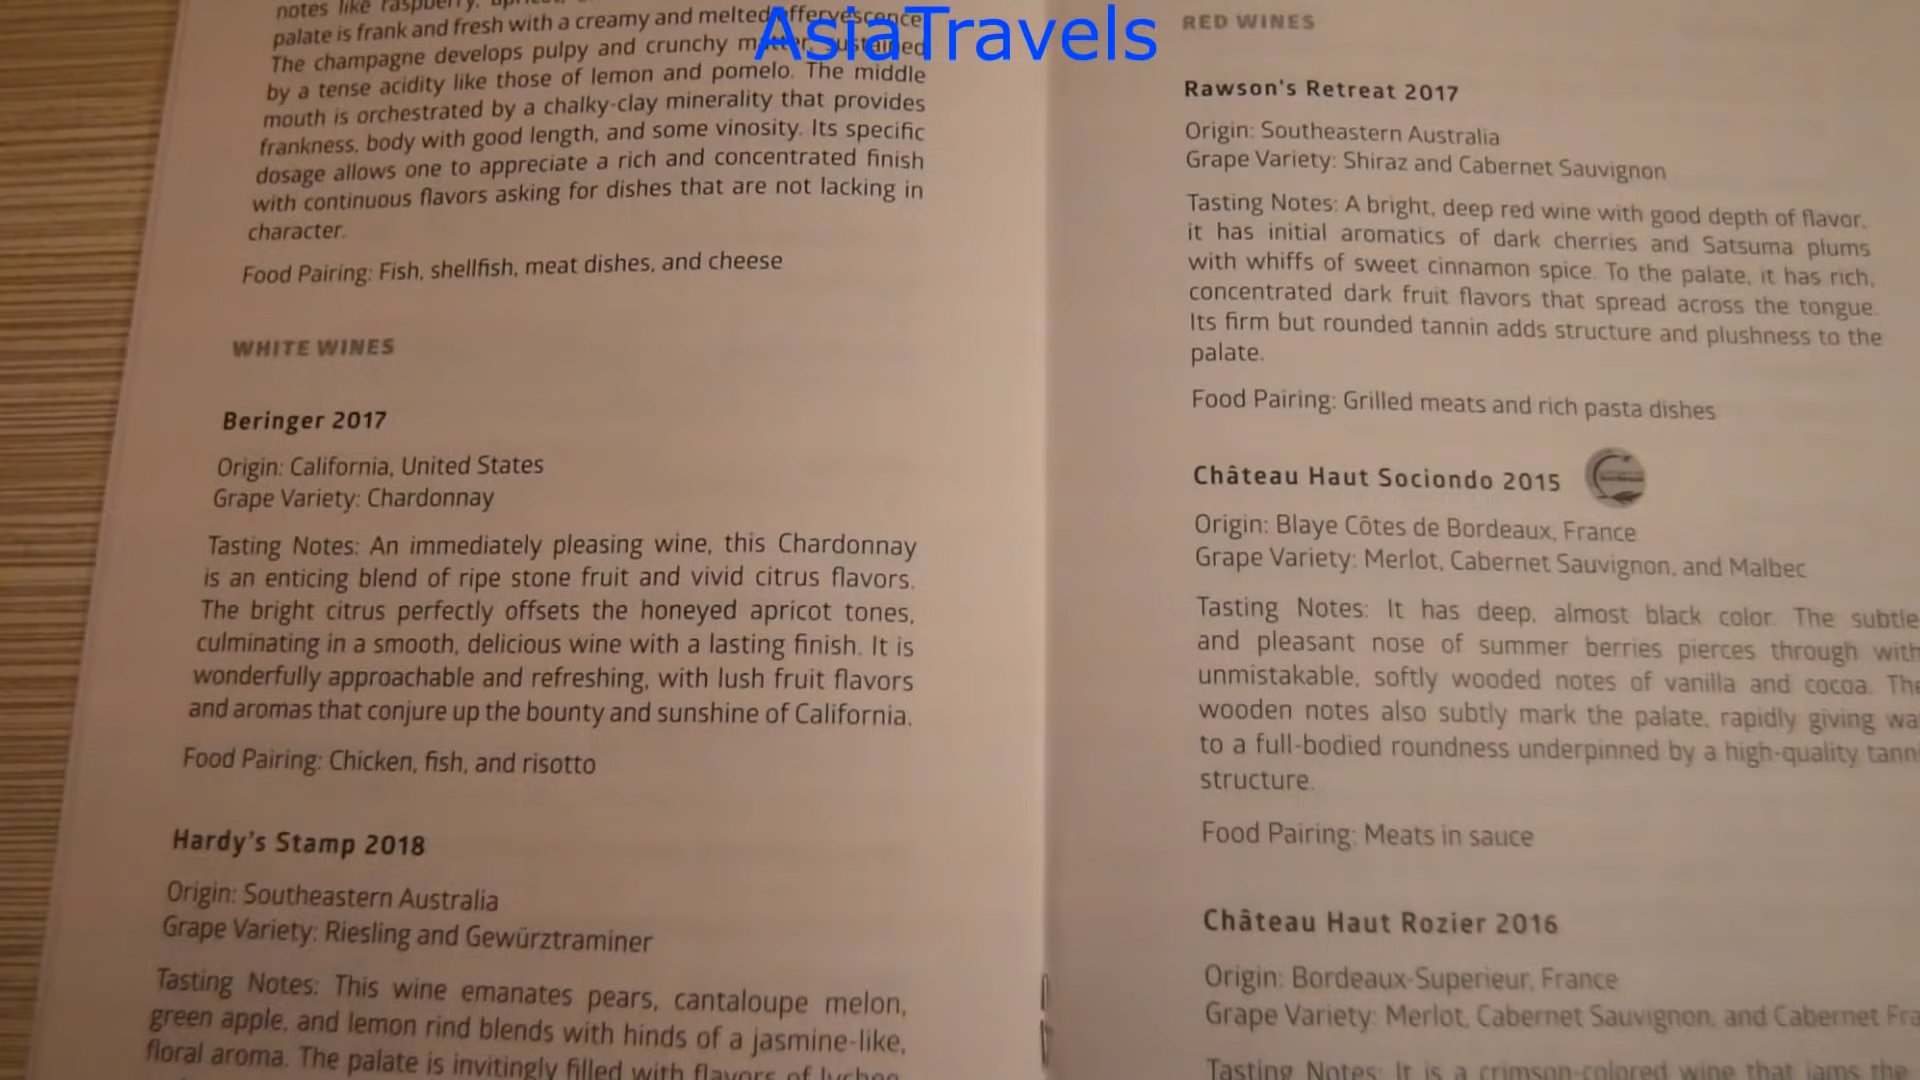 notes like raspberry,
palate is frank and fresh with a creamy and melted effervescence
The champagne develops pulpy and crunchy matter, sustained
by a tense acidity like those of lemon and pomelo. The middle
mouth is orchestrated by a chalky-clay minerality that provides
frankness, body with good length, and some vinosity. Its specific
dosage allows one to appreciate a rich and concentrated finish
with continuous flavors asking for dishes that are not lacking in
character.
Food Pairing: Fish, shellfish, meat dishes, and cheese
WHITE WINES
Beringer 2017
Origin: California, United States
Grape Variety: Chardonnay
Tasting Notes: An immediately pleasing wine, this Chardonnay
is an enticing blend of ripe stone fruit and vivid citrus flavors.
The bright citrus perfectly offsets the honeyed apricot tones,
culminating in a smooth, delicious wine with a lasting finish. It is
wonderfully approachable and refreshing, with lush fruit flavors
and aromas that conjure up the bounty and sunshine of California.
Food Pairing: Chicken, fish, and risotto
Hardy's Stamp 2018
Origin: Southeastern Australia
Grape Variety: Riesling and Gewürztraminer
Tasting Notes: This wine emanates pears, cantaloupe melon,
green apple, and lemon rind blends with hinds of a jasmine-like,
floral aroma. The palate is invitingly filled with flavors of lychee
AsiaTravels
RED WINES
Rawson's Retreat 2017
Origin: Southeastern Australia
Grape Variety: Shiraz and Cabernet Sauvignon
Tasting Notes: A bright, deep red wine with good depth of flavor,
it has initial aromatics of dark cherries and Satsuma plums
with whiffs of sweet cinnamon spice. To the palate, it has rich,
concentrated dark fruit flavors that spread across the tongue.
Its firm but rounded tannin adds structure and plushness to the
palate.
Food Pairing: Grilled meats and rich pasta dishes
Château Haut Sociondo 2015
Origin: Blaye Côtes de Bordeaux, France
Grape Variety: Merlot, Cabernet Sauvignon, and Malbec
Tasting Notes: It has deep, almost black color. The subtle
and pleasant nose of summer berries pierces through with
unmistakable, softly wooded notes of vanilla and cocoa. The
wooden notes also subtly mark the palate, rapidly giving wa
to a full-bodied roundness underpinned by a high-quality tann
structure.
Food Pairing: Meats in sauce
Château Haut Rozier 2016
Origin: Bordeaux-Superieur, France
Grape Variety: Merlot, Cabernet Sauvignon, and Cabernet Fra
Tasting Notes: It is a crimson-colored wine that jams the